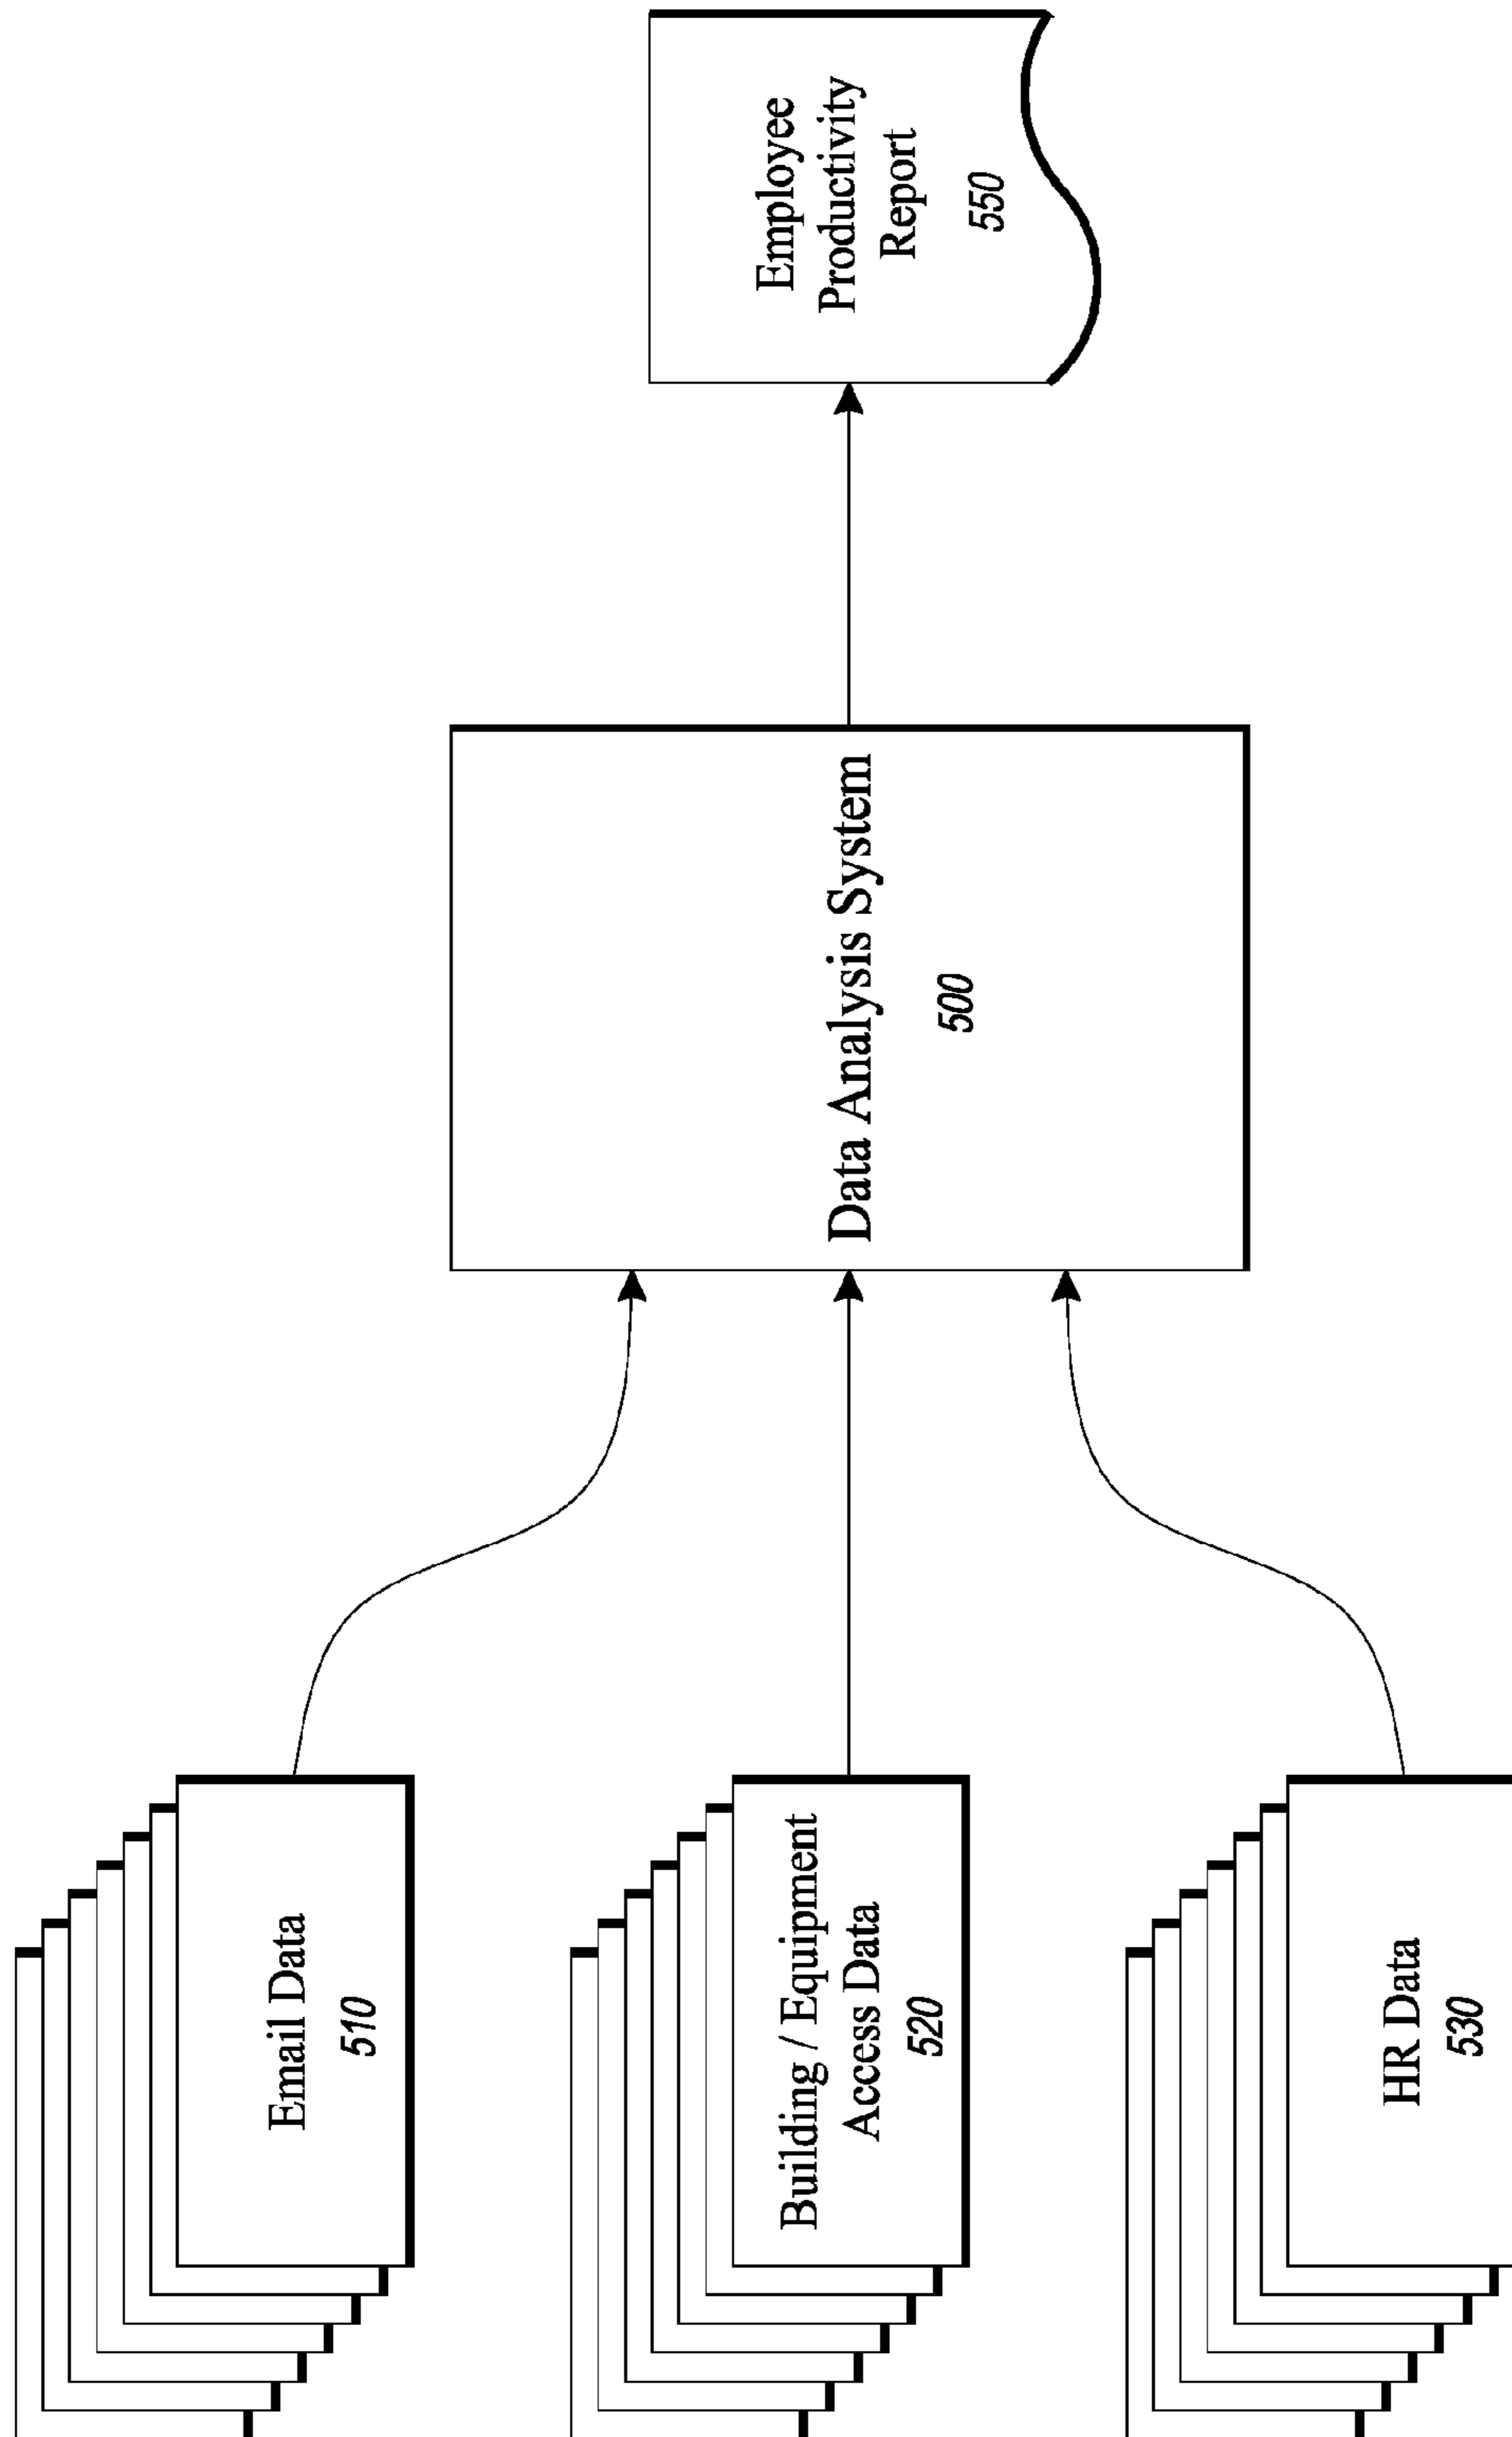 Email Data
510
Building / Equipment
Access Data
520
HR Data
530
Data Analysis System
500
Employee
Productivity
Report
550